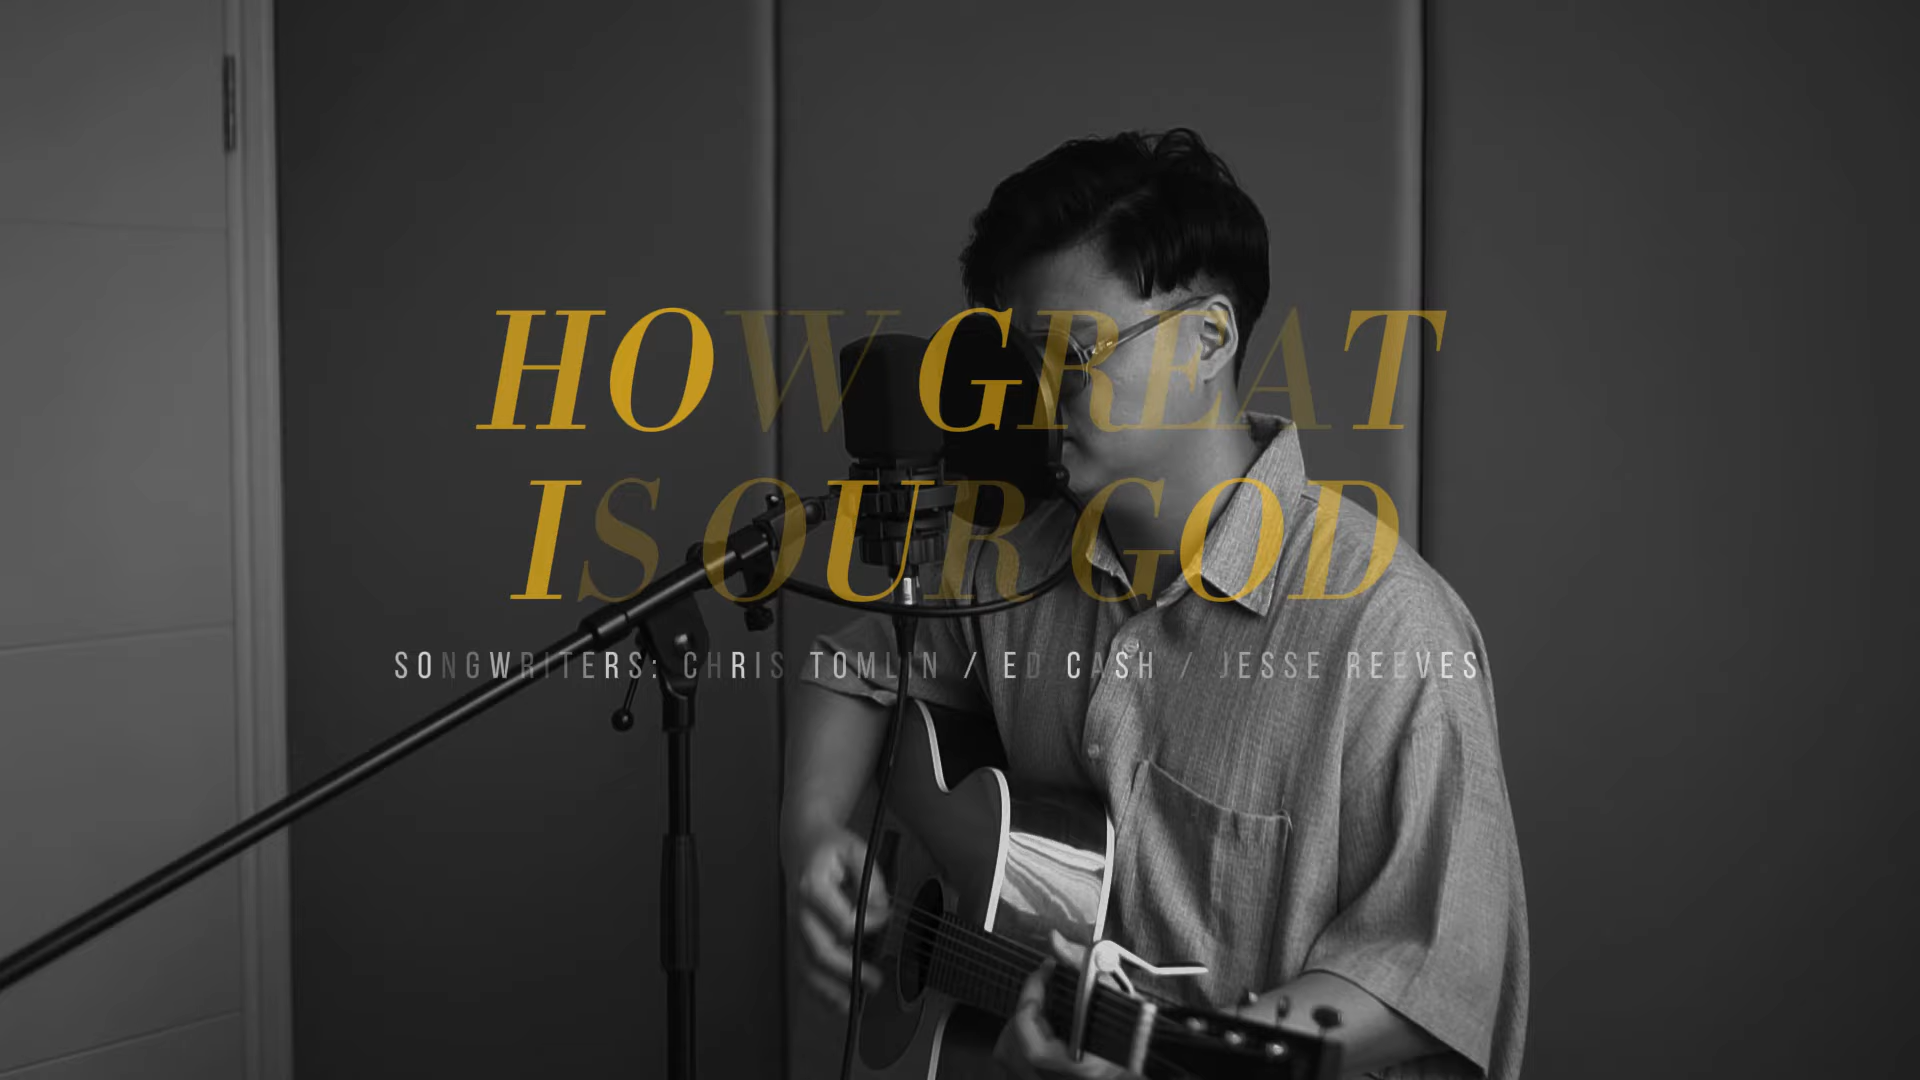 HOW GREAT
IS OUR GOD
SONGWRITERS: CHRIS TOMLIN / ED CASH / JESSE REEVES